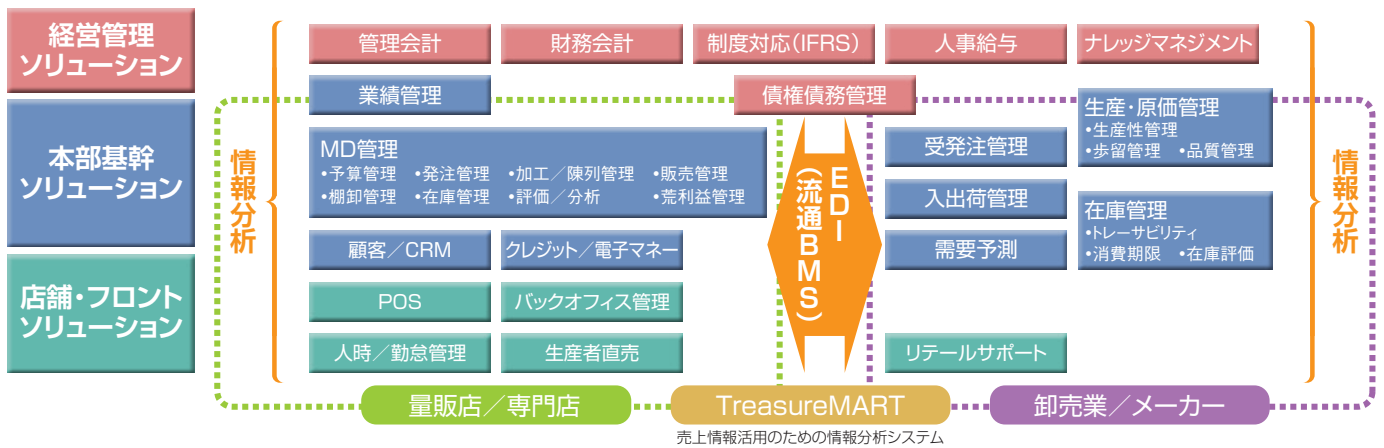 経営管理
ソリューション
本部基幹
ソリューション
店舗・フロント
ソリューション
情報分析
管理会計
財務会計
制度対応(IFRS)
人事給与
ナレッジマネジメント
業績管理
債権債務管理
MD管理
•予算管理 •発注管理 •加工／陳列管理 •販売管理
•棚卸管理 •在庫管理 •評価／分析 •荒利益管理
顧客／CRM
クレジット／電子マネー
POS
バックオフィス管理
人時／勤怠管理
生産者直売
EDI
(流通BMS)
受発注管理
入出荷管理
需要予測
リテールサポート
生産・原価管理
•生産性管理
•歩留管理 •品質管理
在庫管理
•トレーサビリティ
•消費期限 •在庫評価
情報分析
量販店／専門店
TreasureMART
卸売業／メーカー
売上情報活用のための情報分析システム